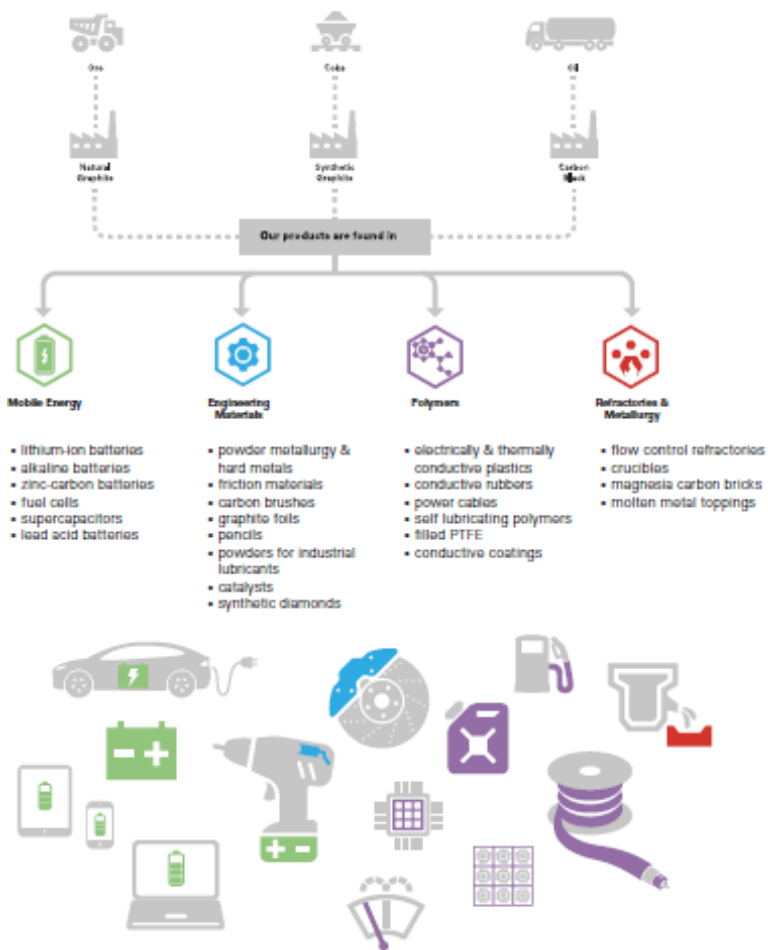 Ore
Coke
Oil
Natural
Graphite
Synthetic
Graphite
Carbon
Black
Our products are found in
Mobile Energy
Engineering
Materials
Polymers
Refractories &
Metallurgy
▪ lithium-ion batteries
▪ alkaline batteries
▪ zinc-carbon batteries
▪ fuel cells
▪ supercapacitors
▪ lead acid batteries
▪ powder metallurgy &
hard metals
▪ friction materials
▪ carbon brushes
▪ graphite foils
▪ pencils
▪ powders for industrial
lubricants
▪ catalysts
▪ synthetic diamonds
▪ electrically & thermally
conductive plastics
▪ conductive rubbers
▪ power cables
▪ self lubricating polymers
▪ filled PTFE
▪ conductive coatings
▪ flow control refractories
▪ crucibles
▪ magnesia carbon bricks
▪ molten metal toppings